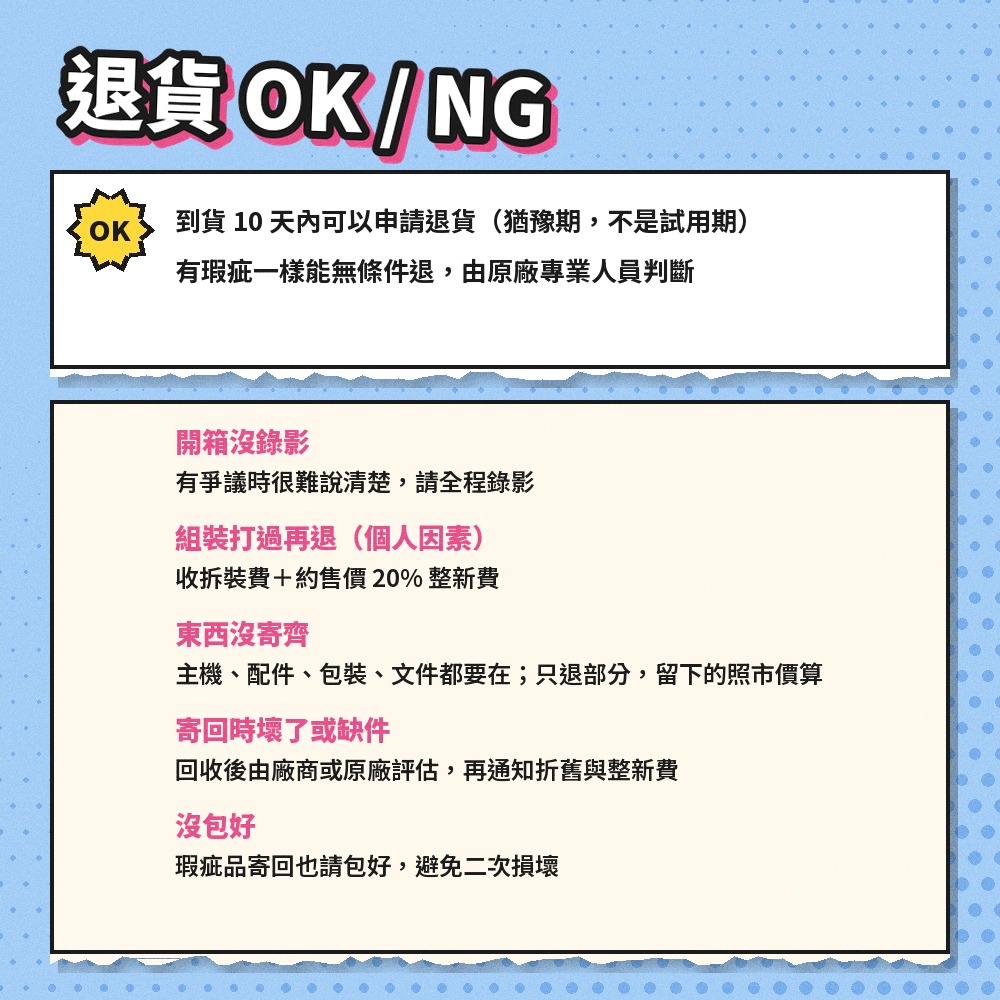 退貨 OK / NG
OK
到貨 10 天內可以申請退貨（猶豫期，不是試用期）
有瑕疵一樣能無條件退，由原廠專業人員判斷
開箱沒錄影
有爭議時很難說清楚，請全程錄影
組裝打過再退（個人因素）
收拆裝費＋約售價 20% 整新費
東西沒寄齊
主機、配件、包裝、文件都要在；只退部分，留下的照市價算
寄回時壞了或缺件
回收後由廠商或原廠評估，再通知折舊與整新費
沒包好
瑕疵品寄回也請包好，避免二次損壞